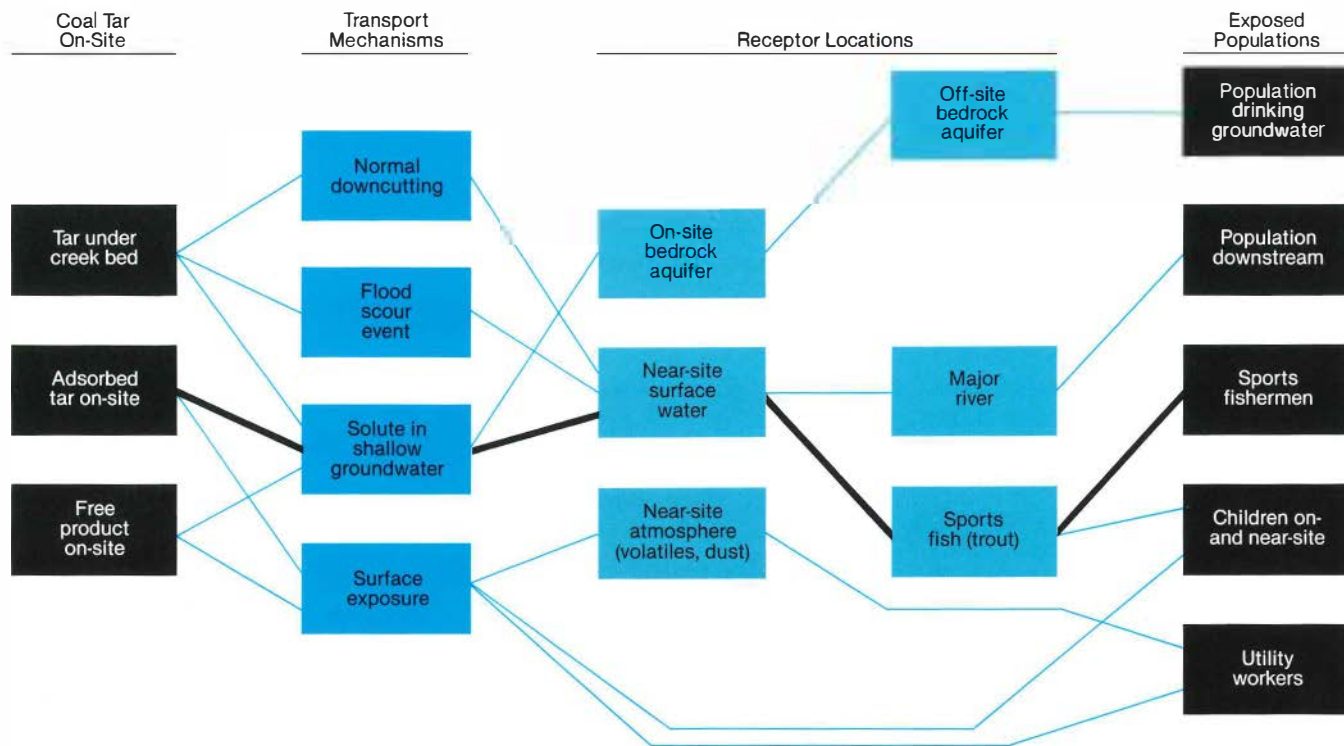 Coal Tar
On-Site
Transport
Mechanisms
Receptor Locations
Exposed
Populations
Tar under
creek bed
Adsorbed
tar on-site
Free
product
on-site
Normal
downcutting
Flood
scour
event
Solute in
shallow
groundwater
Surface
exposure
On-site
bedrock
aquifer
Near-site
surface
water
Near-site
atmosphere
(volatiles, dust)
Off-site
bedrock
aquifer
Major
river
Sports
fish (trout)
Population
drinking
groundwater
Population
downstream
Sports
fishermen
Children on-
and near-site
Utility
workers